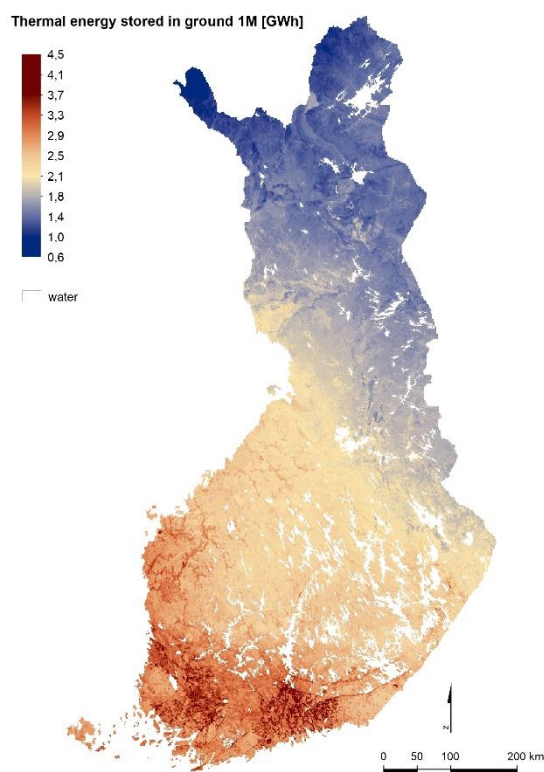 Thermal energy stored in ground 1M [GWh]
4,5
4,1
3,7
3,3
2,9
2,5
2,1
1,8
1,4
1,0
0,6
water
N
0 50 100 200 km